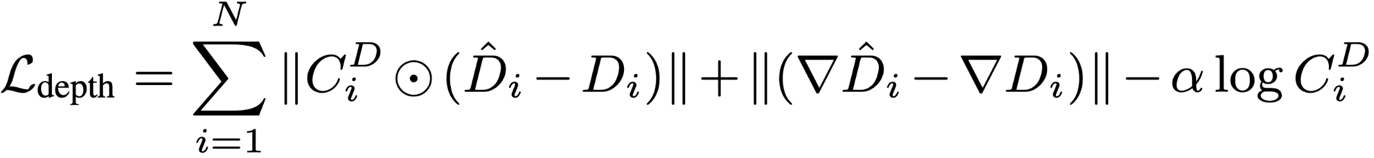 $\mathcal{L}_{\text{depth}} = \sum_{i=1}^{N} \| C_i^D \odot (\hat{D}_i - D_i) \| + \| (\nabla \hat{D}_i - \nabla D_i) \| - \alpha \log C_i^D$